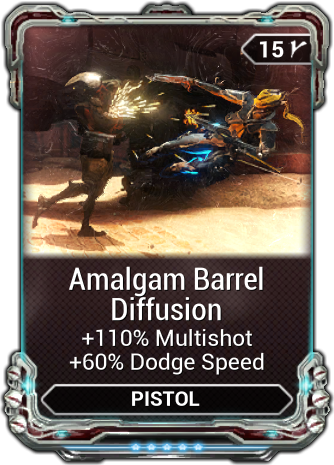 15
Amalgam Barrel
Diffusion
+110% Multishot
+60% Dodge Speed
PISTOL